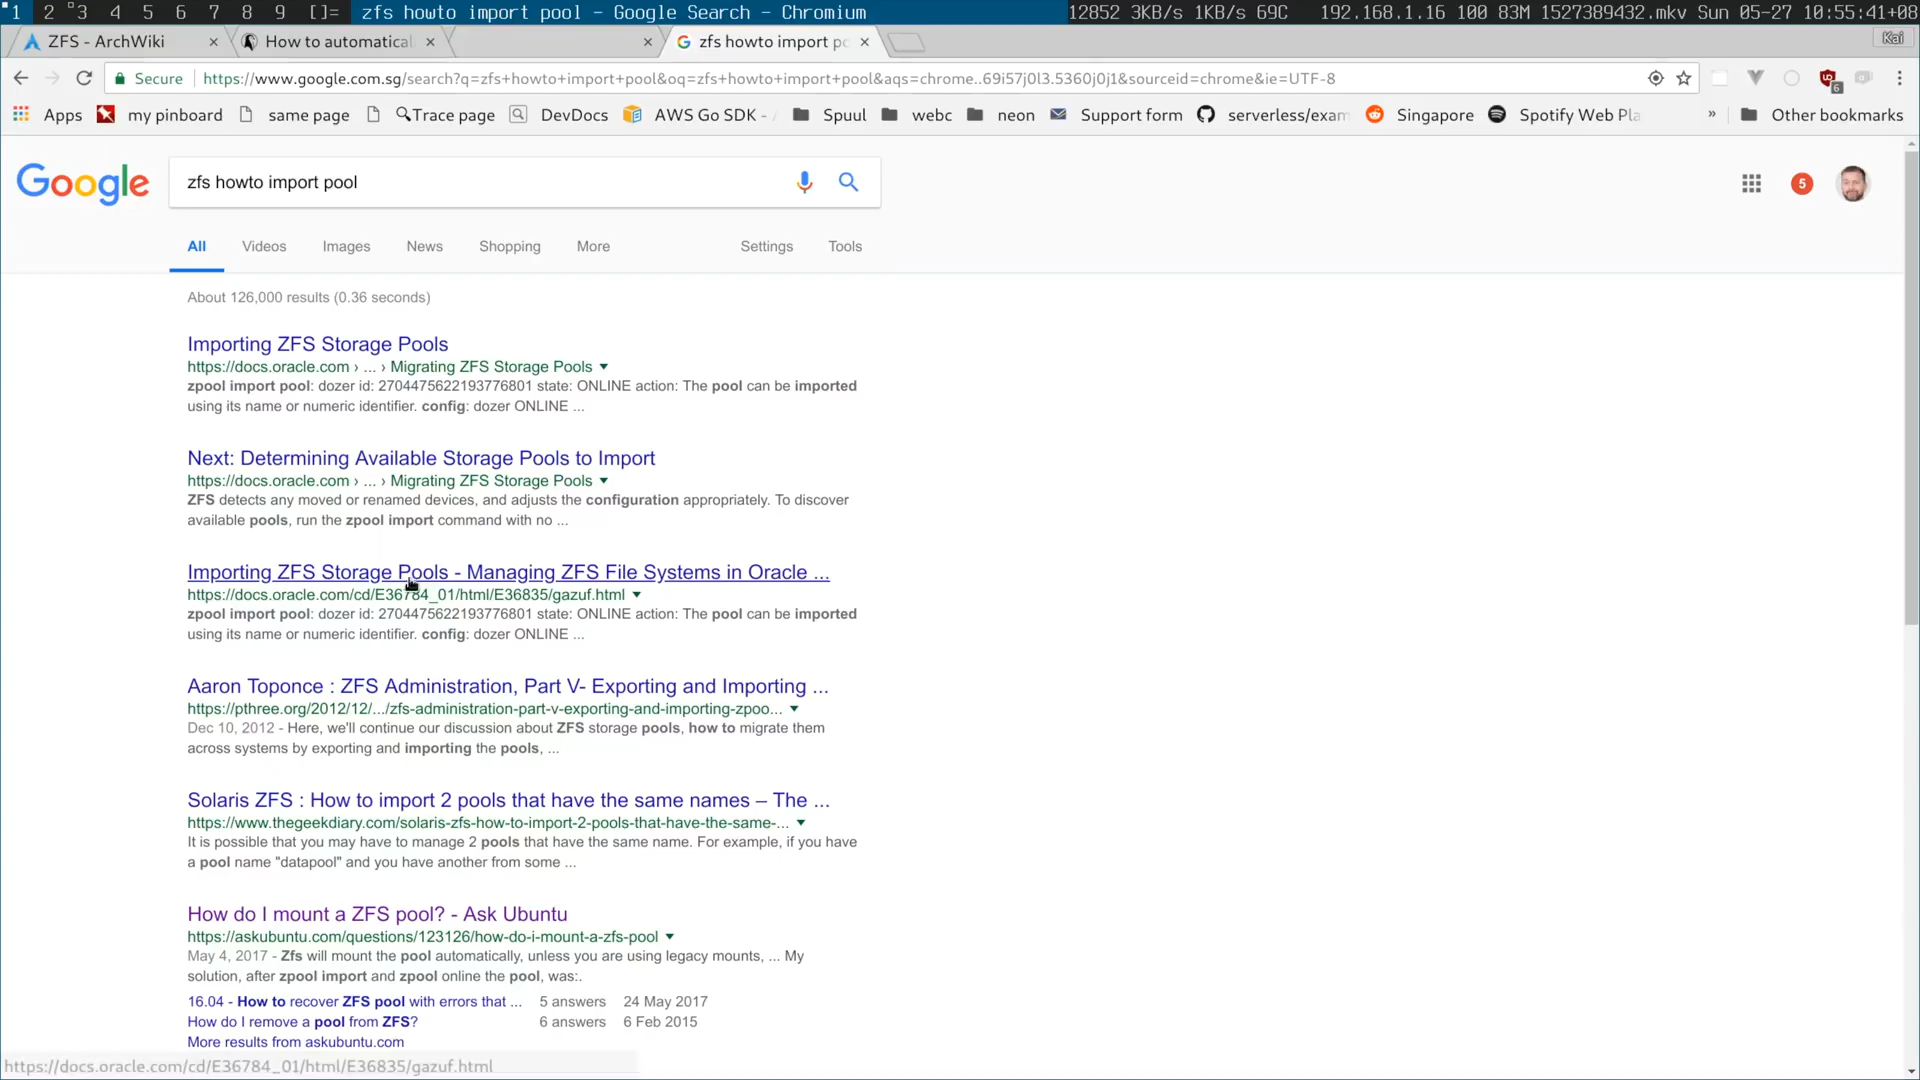 1 2 3 4 5 6 7 8 9 []= zfs howto import pool - Google Search - Chromium 12852 3KB/s 1KB/s 69C 192.168.1.16 100 83M 1527389432.mkv Sun 05-27 10:55:41+08
ZFS - ArchWiki × How to automatical × × zfs howto import po × Kai
Secure https://www.google.com.sg/search?q=zfs+howto+import+pool&oq=zfs+howto+import+pool&aqs=chrome..69i57j0l3.5360j0j1&sourceid=chrome&ie=UTF-8 6
Apps my pinboard same page Trace page DevDocs AWS Go SDK - Spuul webc neon Support form serverless/exam Singapore Spotify Web Pla » Other bookmarks
Google zfs howto import pool 5
All Videos Images News Shopping More Settings Tools
About 126,000 results (0.36 seconds)
Importing ZFS Storage Pools
https://docs.oracle.com › ... › Migrating ZFS Storage Pools
zpool import pool: dozer id: 2704475622193776801 state: ONLINE action: The pool can be imported
using its name or numeric identifier. config: dozer ONLINE ...
Next: Determining Available Storage Pools to Import
https://docs.oracle.com › ... › Migrating ZFS Storage Pools
ZFS detects any moved or renamed devices, and adjusts the configuration appropriately. To discover
available pools, run the zpool import command with no ...
Importing ZFS Storage Pools - Managing ZFS File Systems in Oracle ...
https://docs.oracle.com/cd/E36784_01/html/E36835/gazuf.html
zpool import pool: dozer id: 2704475622193776801 state: ONLINE action: The pool can be imported
using its name or numeric identifier. config: dozer ONLINE ...
Aaron Toponce : ZFS Administration, Part V- Exporting and Importing ...
https://pthree.org/2012/12/.../zfs-administration-part-v-exporting-and-importing-zpoo...
Dec 10, 2012 - Here, we'll continue our discussion about ZFS storage pools, how to migrate them
across systems by exporting and importing the pools, ...
Solaris ZFS : How to import 2 pools that have the same names – The ...
https://www.thegeekdiary.com/solaris-zfs-how-to-import-2-pools-that-have-the-same-...
It is possible that you may have to manage 2 pools that have the same name. For example, if you have
a pool name "datapool" and you have another from some ...
How do I mount a ZFS pool? - Ask Ubuntu
https://askubuntu.com/questions/123126/how-do-i-mount-a-zfs-pool
May 4, 2017 - Zfs will mount the pool automatically, unless you are using legacy mounts, ... My
solution, after zpool import and zpool online the pool, was:.
16.04 - How to recover ZFS pool with errors that ... 5 answers 24 May 2017
How do I remove a pool from ZFS? 6 answers 6 Feb 2015
More results from askubuntu.com
https://docs.oracle.com/cd/E36784_01/html/E36835/gazuf.html